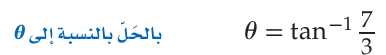 θ = tan⁻¹ 7/3 بالحَلّ بالنسبة إلى θ